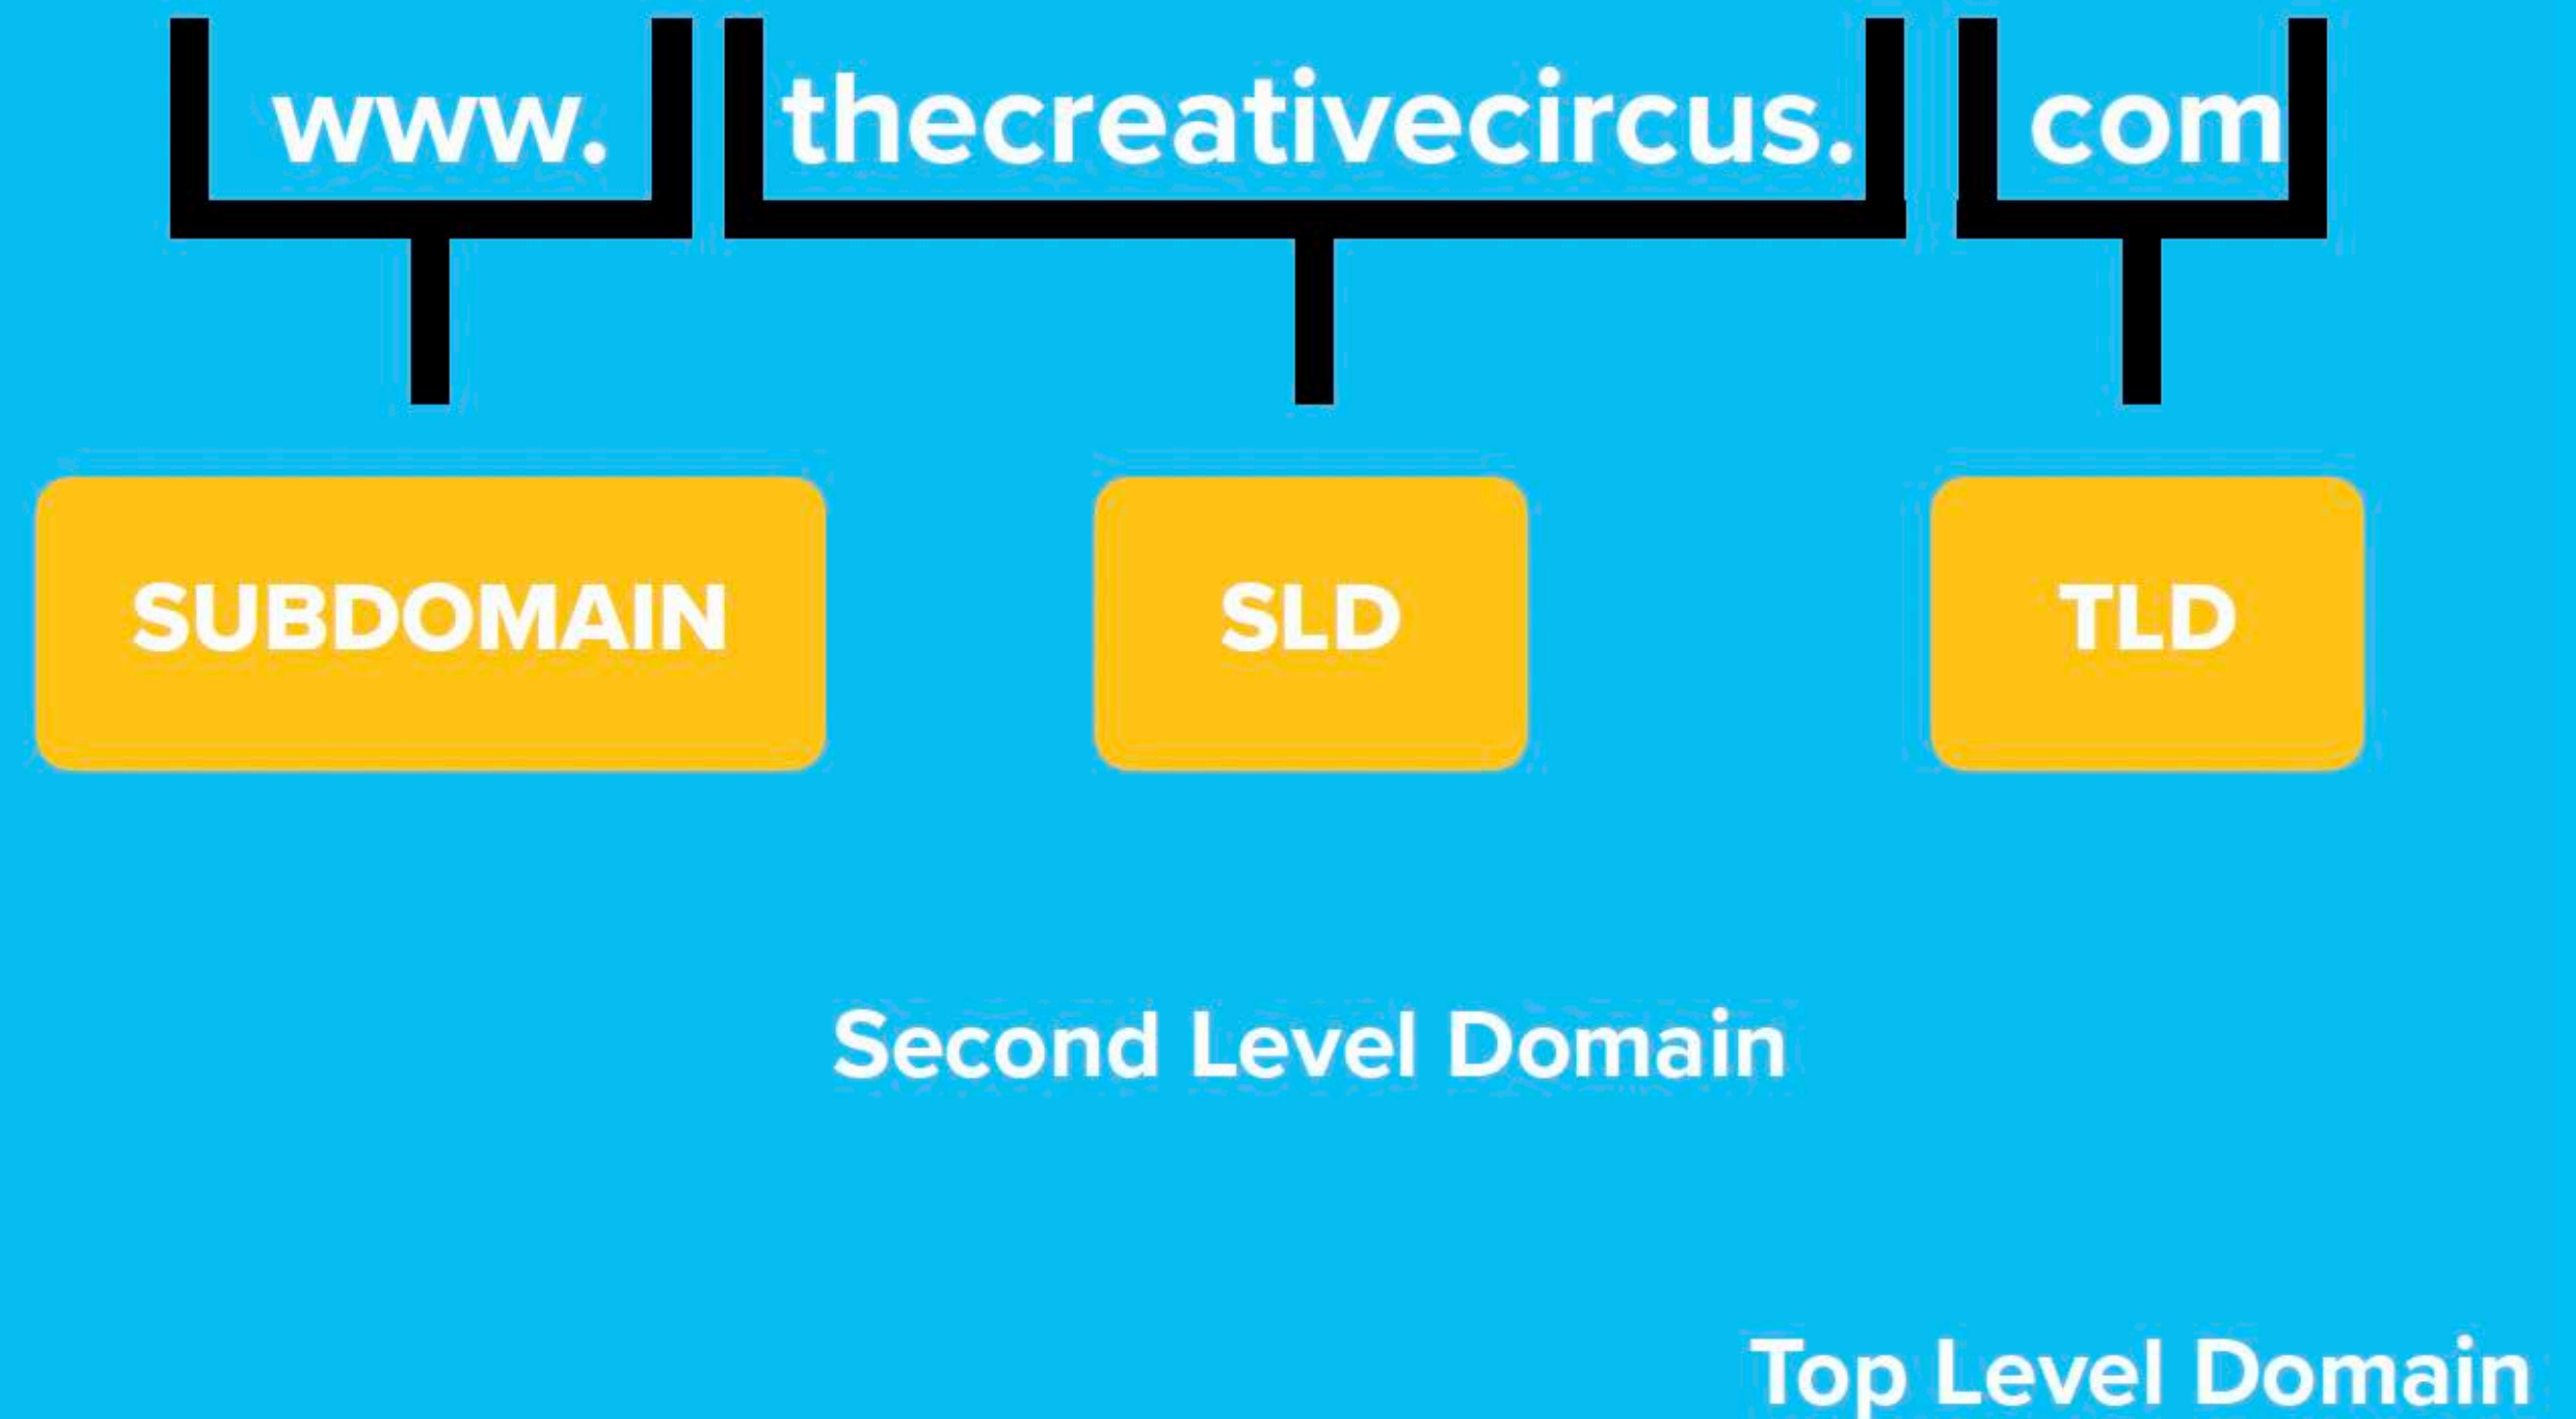 www. thecreativecircus. com
SUBDOMAIN SLD TLD
Second Level Domain
Top Level Domain